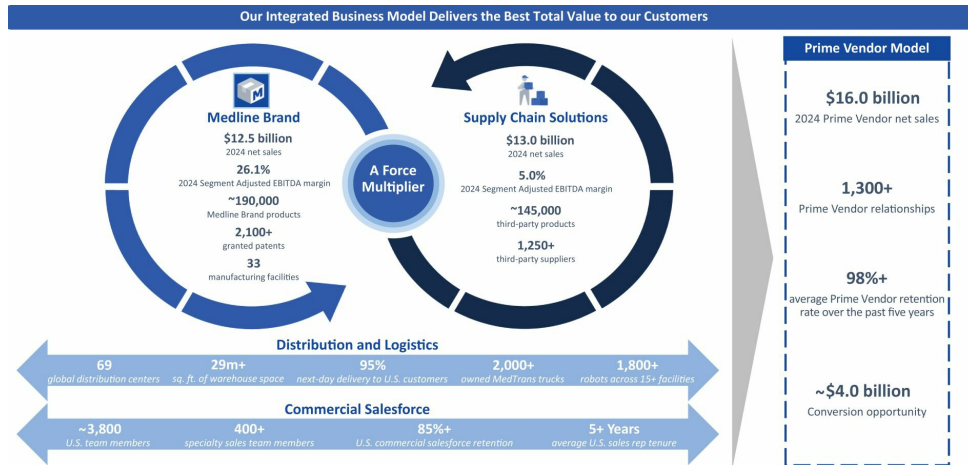 Our Integrated Business Model Delivers the Best Total Value to our Customers
M
Medline Brand
$12.5 billion
2024 net sales
26.1%
2024 Segment Adjusted EBITDA margin
~190,000
Medline Brand products
2,100+
granted patents
33
manufacturing facilities
A Force
Multiplier
Supply Chain Solutions
$13.0 billion
2024 net sales
5.0%
2024 Segment Adjusted EBITDA margin
~145,000
third-party products
1,250+
third-party suppliers
Distribution and Logistics
69
global distribution centers
29m+
sq. ft. of warehouse space
95%
next-day delivery to U.S. customers
2,000+
owned MedTrans trucks
1,800+
robots across 15+ facilities
Commercial Salesforce
~3,800
U.S. team members
400+
specialty sales team members
85%+
U.S. commercial salesforce retention
5+ Years
average U.S. sales rep tenure
Prime Vendor Model
$16.0 billion
2024 Prime Vendor net sales
1,300+
Prime Vendor relationships
98%+
average Prime Vendor retention
rate over the past five years
~$4.0 billion
Conversion opportunity